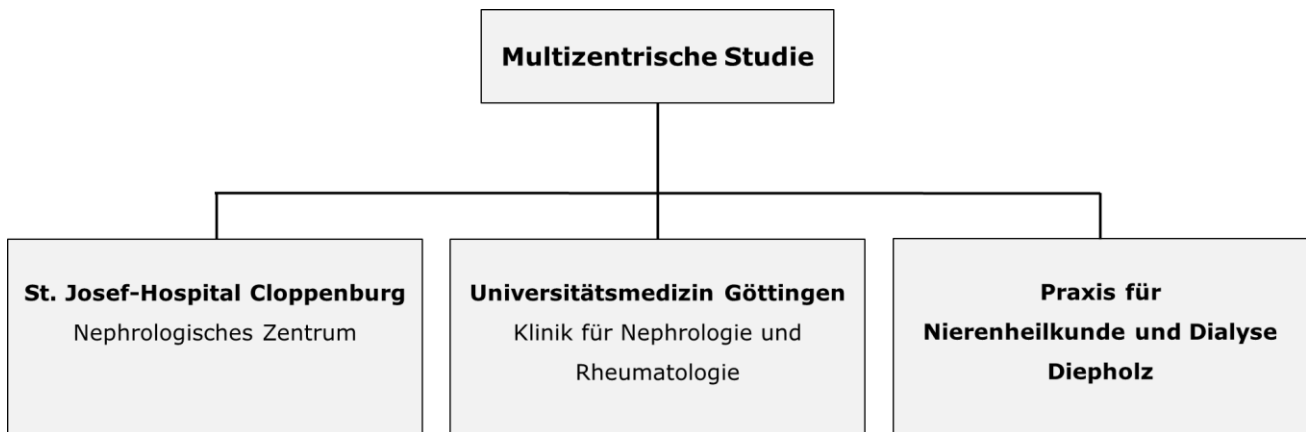 Multizentrische Studie
St. Josef-Hospital Cloppenburg
Nephrologisches Zentrum
Universitätsmedizin Göttingen
Klinik für Nephrologie und
Rheumatologie
Praxis für
Nierenheilkunde und Dialyse
Diepholz